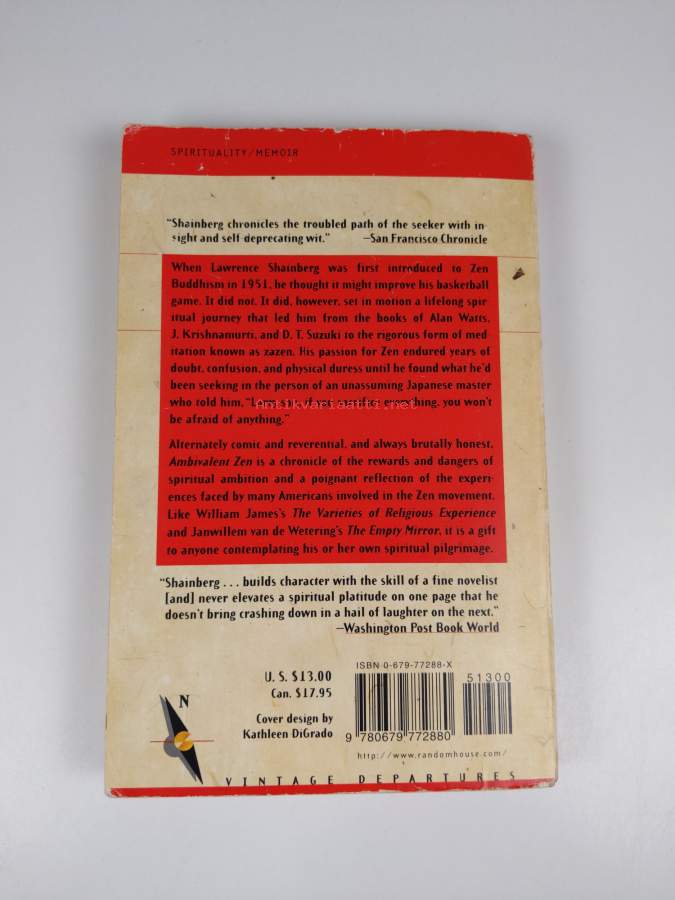 SPIRITUALITY/MEMOIR
“Shainberg chronicles the troubled path of the seeker with in-
sight and self-deprecating wit.” —San Francisco Chronicle
When Lawrence Shainberg was first introduced to Zen
Buddhism in 1951, he thought it might improve his basketball
game. It did not. It did, however, set in motion a lifelong spir-
itual journey that led him from the books of Alan Watts,
J. Krishnamurti, and D. T. Suzuki to the rigorous form of med-
itation known as zazen. His passion for Zen endured years of
doubt, confusion, and physical duress until he found what he'd
been seeking in the person of an unassuming Japanese master
who told him, “Larry-san, if you sacrifice everything, you won't
Antikvariaatti.net
be afraid of anything.”
Alternately comic and reverential, and always brutally honest,
Ambivalent Zen is a chronicle of the rewards and dangers of
spiritual ambition and a poignant reflection of the experi-
ences faced by many Americans involved in the Zen movement.
Like William James's The Varieties of Religious Experience
and Janwillem van de Wetering's The Empty Mirror, it is a gift
to anyone contemplating his or her own spiritual pilgrimage.
“Shainberg . . . builds character with the skill of a fine novelist
[and] never elevates a spiritual platitude on one page that he
doesn't bring crashing down in a hail of laughter on the next.”
—Washington Post Book World
U. S. $13.00
Can. $17.95
Cover design by
Kathleen DiGrado
ISBN 0-679-77288-X
51300
9 780679 772880
http://www.randomhouse.com/
N
VINTAGE DEPARTURES